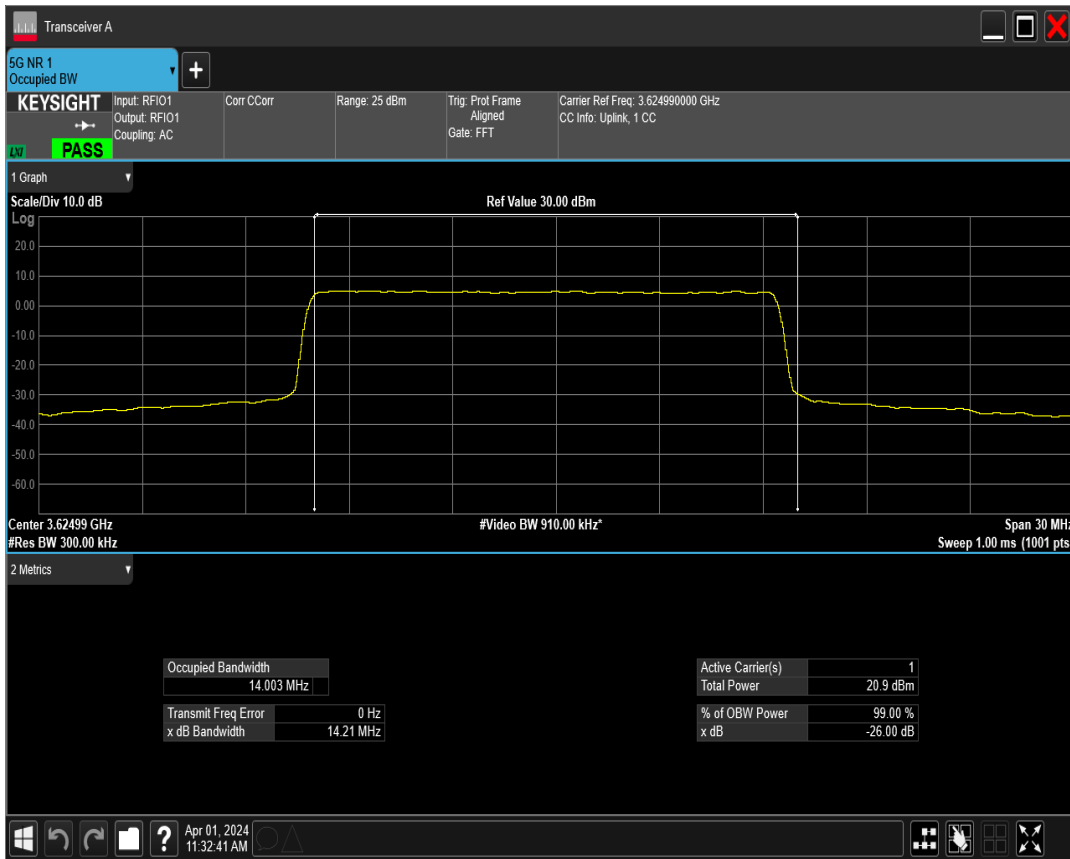 Transceiver A
5G NR 1
Occupied BW
KEYSIGHT
LXI
PASS
Input: RFIO1
Output: RFIO1
Coupling: AC
Corr CCorr
Range: 25 dBm
Trig: Prot Frame
Aligned
Gate: FFT
Carrier Ref Freq: 3.624990000 GHz
CC Info: Uplink, 1 CC
1 Graph
Scale/Div 10.0 dB
Ref Value 30.00 dBm
Log
20.0
10.0
0.00
-10.0
-20.0
-30.0
-40.0
-50.0
-60.0
Center 3.62499 GHz
#Video BW 910.00 kHz*
Span 30 MHz
#Res BW 300.00 kHz
Sweep 1.00 ms (1001 pts
2 Metrics
Occupied Bandwidth
14.003 MHz
Transmit Freq Error 0 Hz
x dB Bandwidth 14.21 MHz
Active Carrier(s) 1
Total Power 20.9 dBm
% of OBW Power 99.00 %
x dB -26.00 dB
Apr 01, 2024
11:32:41 AM